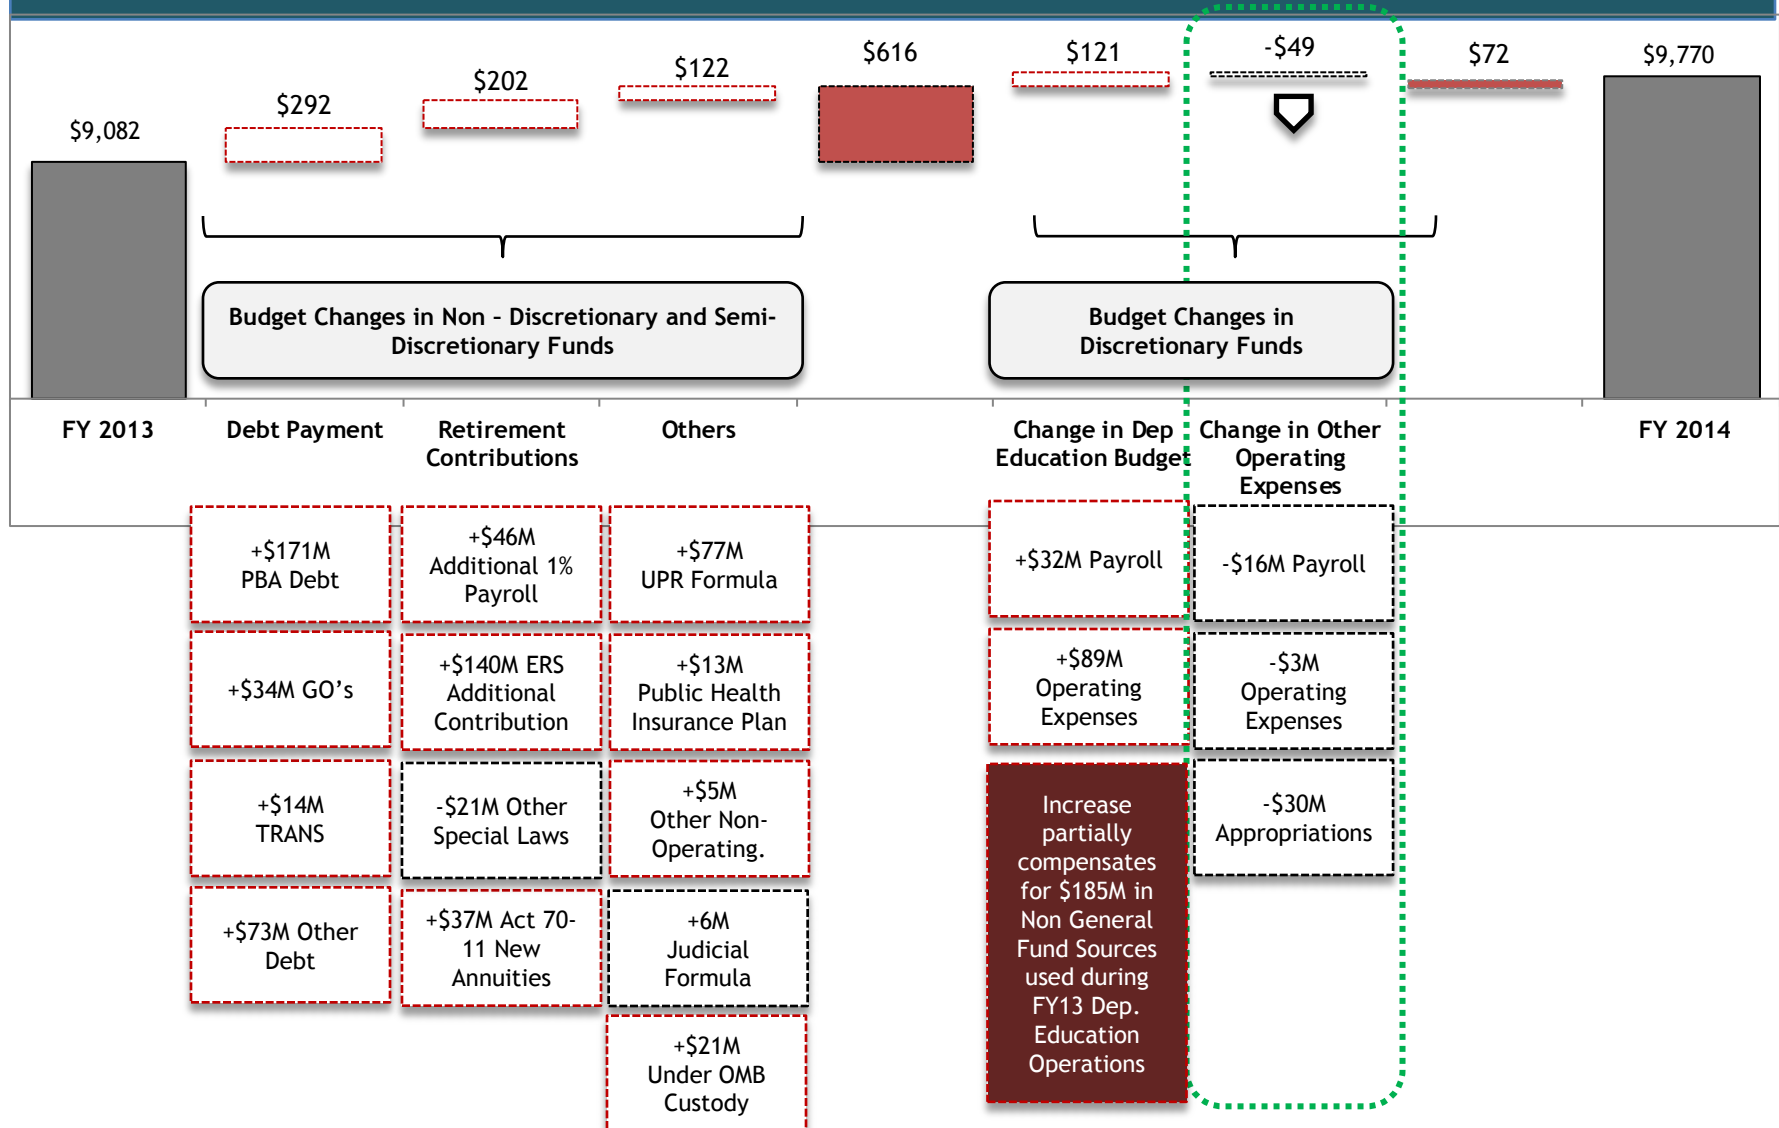 $9,082
$292
$202
$122
$616
$121
-$49
$72
$9,770
Budget Changes in Non – Discretionary and Semi-
Discretionary Funds
Budget Changes in
Discretionary Funds
FY 2013
Debt Payment
Retirement
Contributions
Others
Change in Dep
Education Budget
Change in Other
Operating
Expenses
FY 2014
+$171M
PBA Debt
+$34M GO’s
+$14M
TRANS
+$73M Other
Debt
+$46M
Additional 1%
Payroll
+$140M ERS
Additional
Contribution
-$21M Other
Special Laws
+$37M Act 70-
11 New
Annuities
+$77M
UPR Formula
+$13M
Public Health
Insurance Plan
+$5M
Other Non-
Operating.
+6M
Judicial
Formula
+$21M
Under OMB
Custody
+$32M Payroll
+$89M
Operating
Expenses
Increase
partially
compensates
for $185M in
Non General
Fund Sources
used during
FY13 Dep.
Education
Operations
-$16M Payroll
-$3M
Operating
Expenses
-$30M
Appropriations